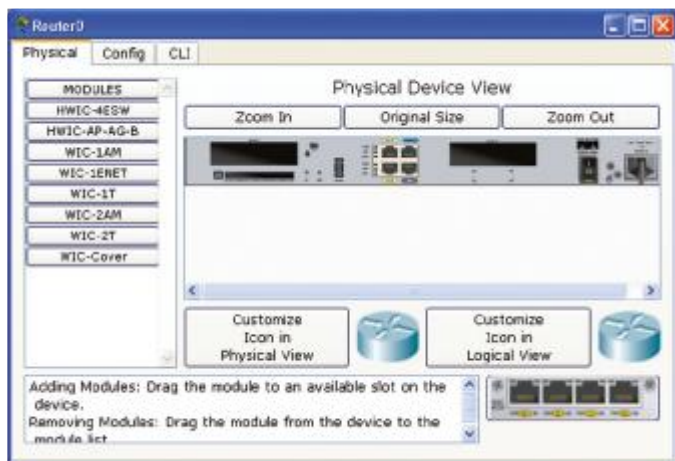 Router0
Physical Config CLI
MODULES
HWIC-4ESW
HWIC-AP-AG-B
WIC-1AM
WIC-1ENET
WIC-1T
WIC-2AM
WIC-2T
WIC-Cover
Physical Device View
Zoom In Original Size Zoom Out
Customize
Icon in
Physical View
Customize
Icon in
Logical View
Adding Modules: Drag the module to an available slot on the
device.
Removing Modules: Drag the module from the device to the
module list